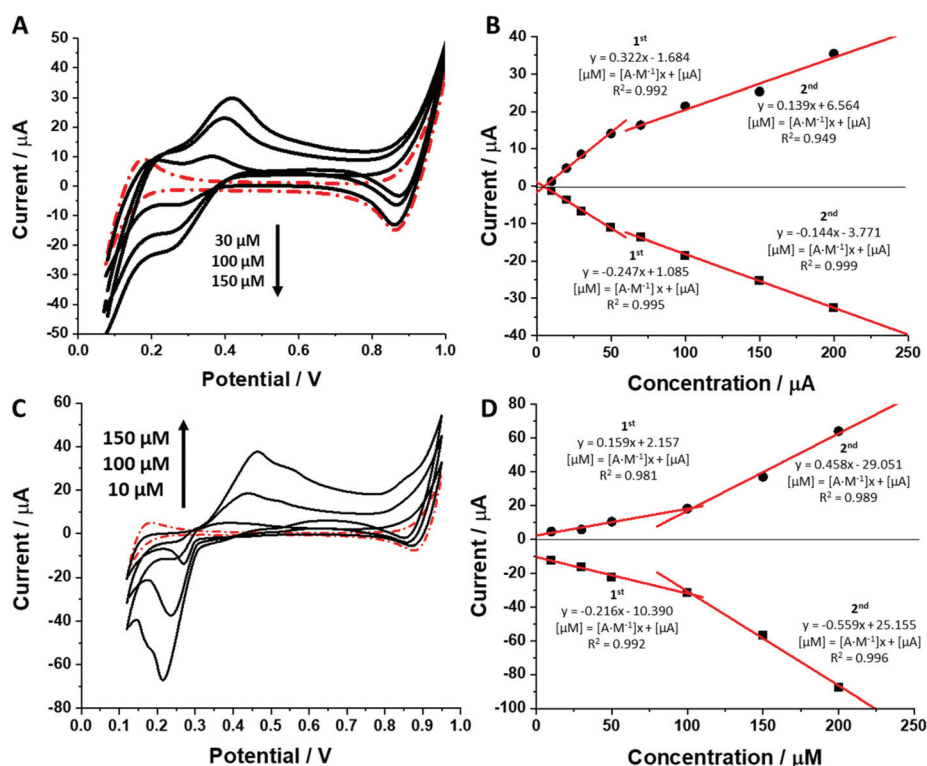 A
50
40
30
20
10
0
-10
-20
-30
-40
-50
Current / µA
30 µM
100 µM
150 µM
0.0 0.2 0.4 0.6 0.8 1.0
Potential / V
B
40
30
20
10
0
-10
-20
-30
-40
Current / µA
1st
y = 0.322x - 1.684
[µM] = [A·M-1]x + [µA]
R2= 0.992
2nd
y = 0.139x + 6.564
[µM] = [A·M-1]x + [µA]
R2 = 0.949
2nd
y = -0.144x - 3.771
[µM] = [A·M-1]x + [µA]
R2 = 0.999
1st
y = -0.247x + 1.085
[µM] = [A·M-1] x + [µA]
R2 = 0.995
0 50 100 150 200 250
Concentration / µA
C
60
40
20
0
-20
-40
-60
-80
Current / µA
150 µM
100 µM
10 µM
0.0 0.1 0.2 0.3 0.4 0.5 0.6 0.7 0.8 0.9 1.0
Potential / V
D
80
60
40
20
0
-20
-40
-60
-80
-100
Current / µA
1st
y = 0.159x + 2.157
[µM] = [A·M-1]x + [µA]
R2 = 0.981
2nd
y = 0.458x - 29.051
[µM] = [A·M-1]x + [µA]
R2 = 0.989
1st
y = -0.216x - 10.390
[µM] = [A·M-1]x + [µA]
R2 = 0.992
2nd
y = -0.559x + 25.155
[µM] = [A·M-1]x + [µA]
R2 = 0.996
0 50 100 150 200
Concentration / µM